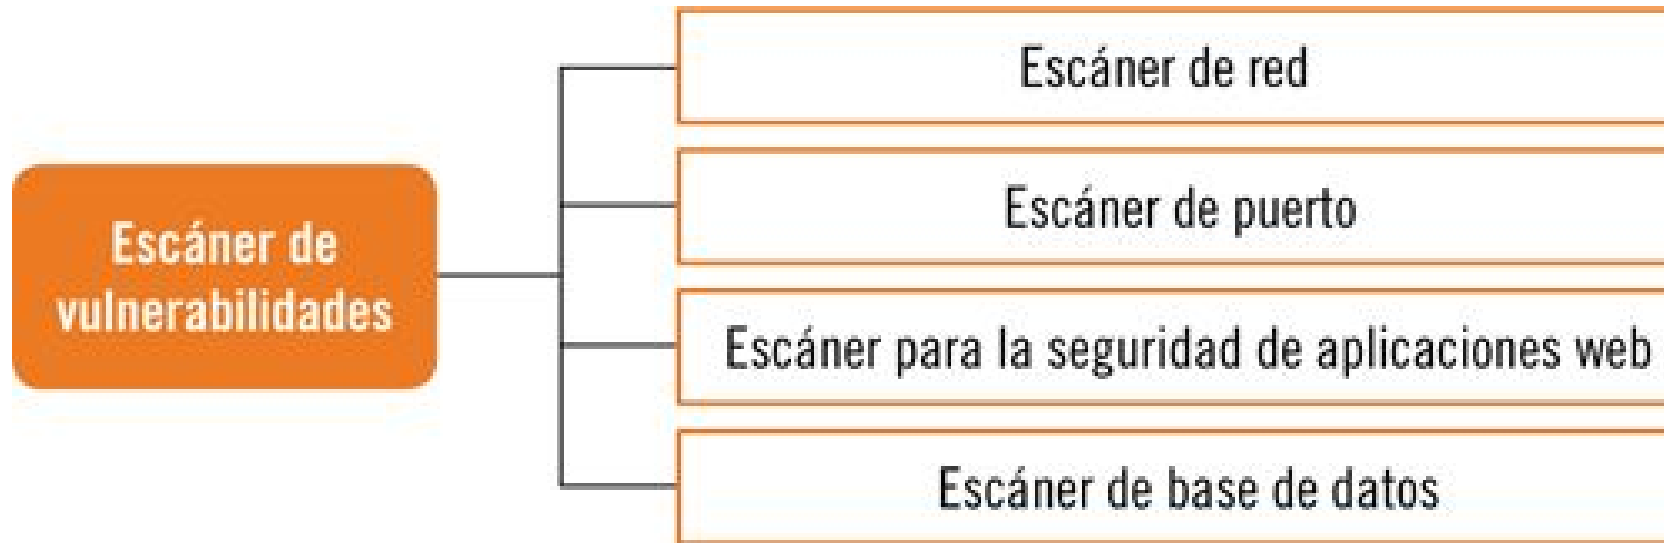 Escáner de
vulnerabilidades
Escáner de red
Escáner de puerto
Escáner para la seguridad de aplicaciones web
Escáner de base de datos